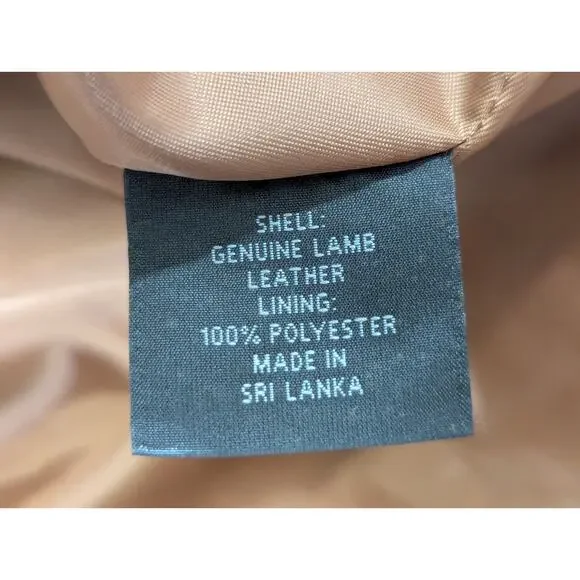 SHELL:
GENUINE LAMB
LEATHER
LINING:
100% POLYESTER
MADE IN
SRI LANKA